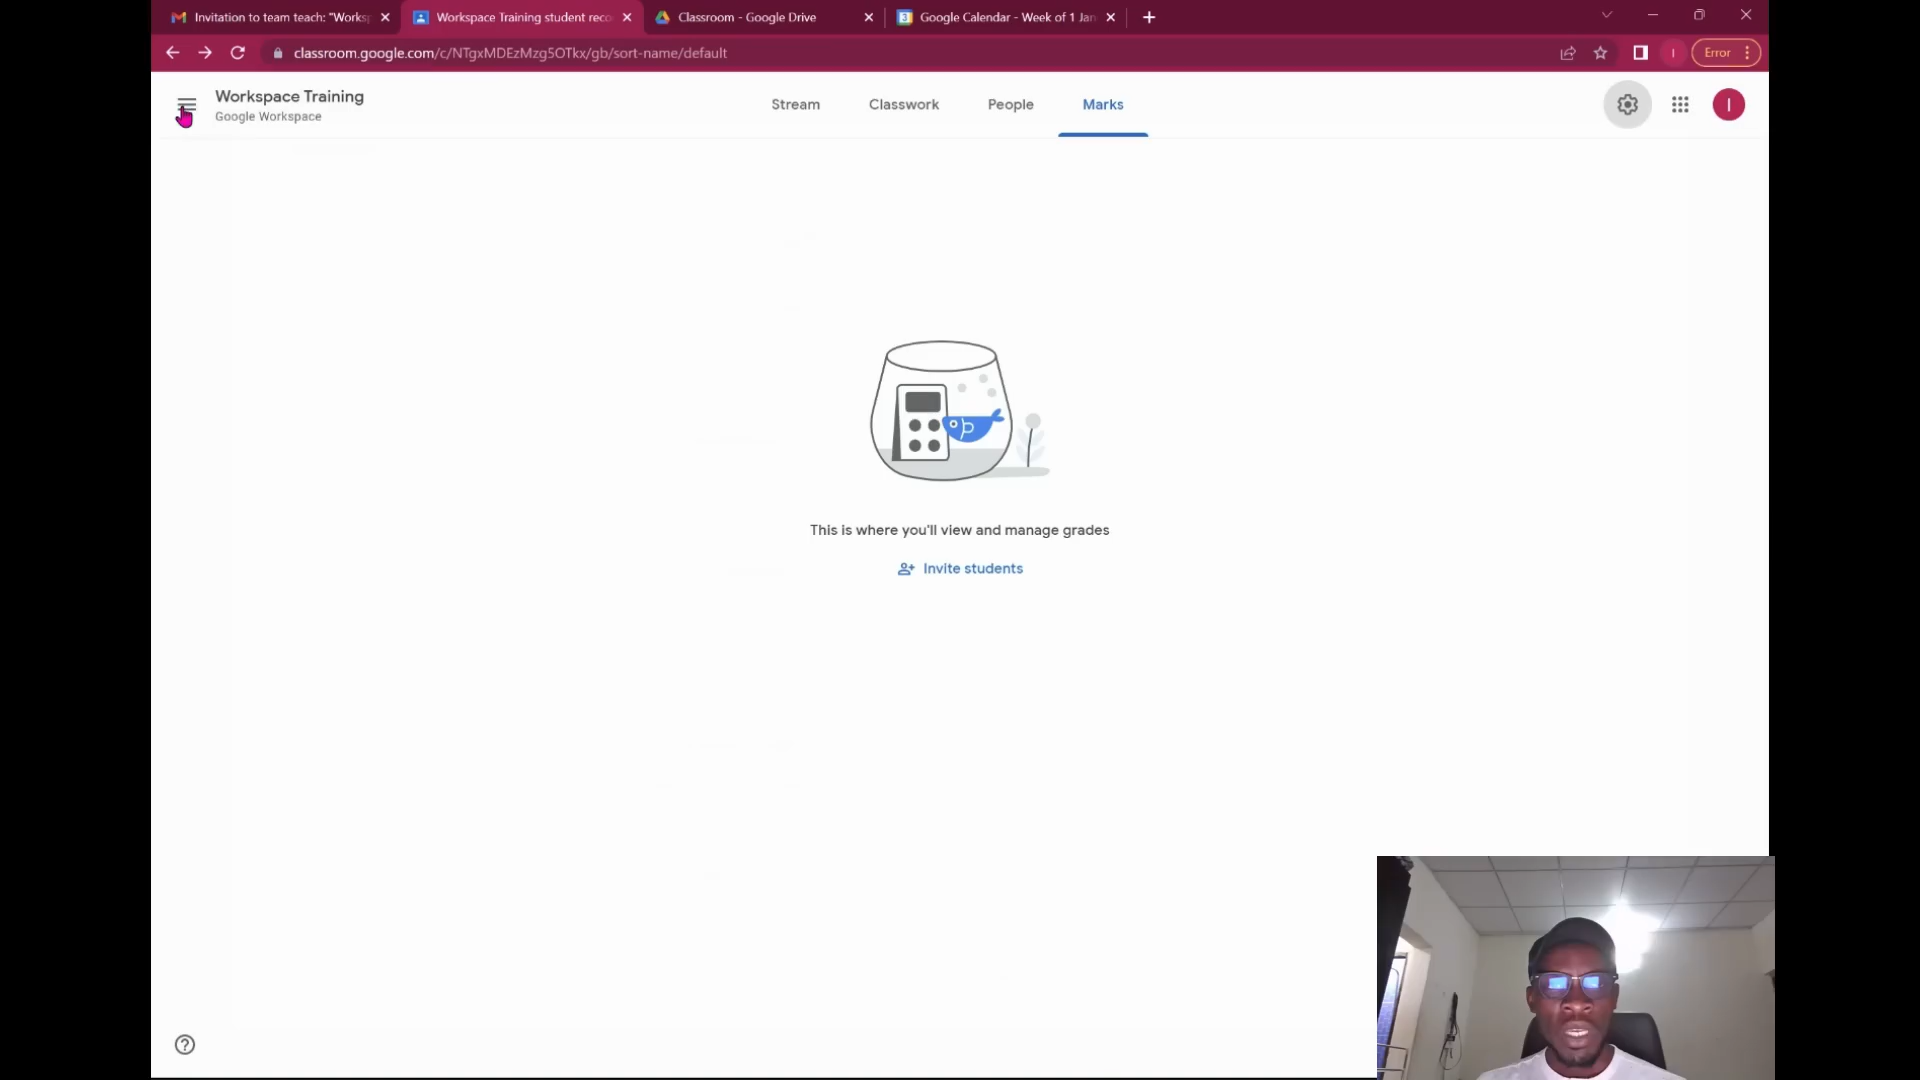 Invitation to team teach: "Works
Workspace Training student reco
Classroom - Google Drive
Google Calendar - Week of 1 Jan
classroom.google.com/c/NTgxMDEzMzg5OTkx/gb/sort-name/default
I
Error
Workspace Training
Google Workspace
Stream
Classwork
People
Marks
I
This is where you'll view and manage grades
Invite students